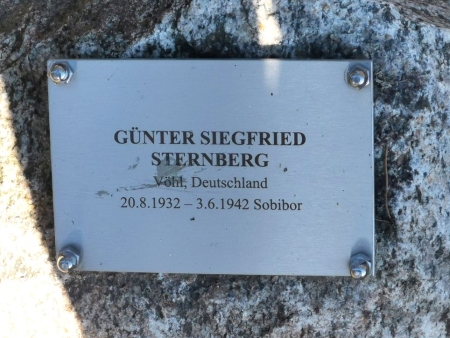 GÜNTER SIEGFRIED
STERNBERG
Vöhl, Deutschland
20.8.1932 – 3.6.1942 Sobibor